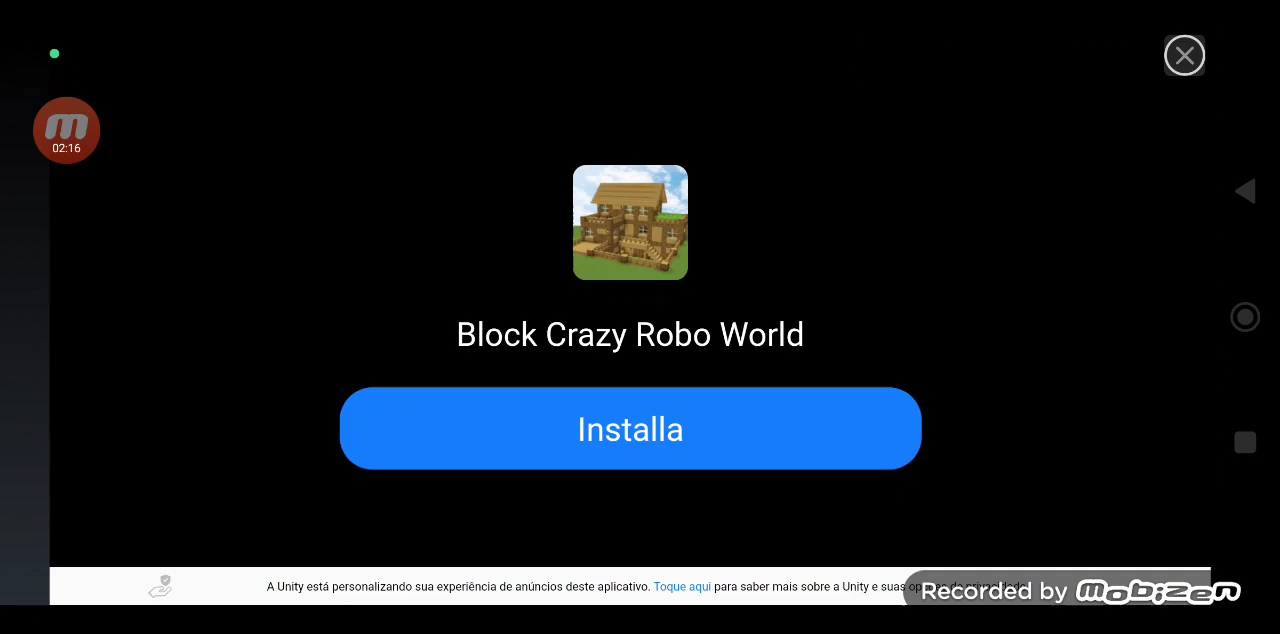 02:16
Block Crazy Robo World
Installa
A Unity está personalizando sua experiência de anúncios deste aplicativo. Toque aqui para saber mais sobre a Unity e suas
Recorded by mobizen